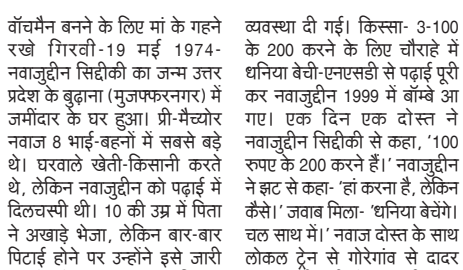 वॉचमैन बनने के लिए मां के गहने
रखे गिरवी-19 मई 1974-
नवाजुद्दीन सिद्दीकी का जन्म उत्तर
प्रदेश के बुढ़ाना (मुजफ्फरनगर) में
जमींदार के घर हुआ। प्री-मैच्योर
नवाज 8 भाई-बहनों में सबसे बड़े
थे। घरवाले खेती-किसानी करते
थे, लेकिन नवाजुद्दीन को पढ़ाई में
दिलचस्पी थी। 10 की उम्र में पिता
ने अखाड़े भेजा, लेकिन बार-बार
पिटाई होने पर उन्होंने इसे जारी
व्यवस्था दी गई। किस्सा- 3-100
के 200 करने के लिए चौराहे में
धनिया बेची-एनएसडी से पढ़ाई पूरी
कर नवाजुद्दीन 1999 में बॉम्बे आ
गए। एक दिन एक दोस्त ने
नवाजुद्दीन सिद्दीकी से कहा, ‘100
रुपए के 200 करने हैं।’ नवाजुद्दीन
ने झट से कहा- ‘हां करना है, लेकिन
कैसे।’ जवाब मिला- ‘धनिया बेचेंगे।
चल साथ में।’ नवाज दोस्त के साथ
लोकल ट्रेन से गोरेगांव से दादर